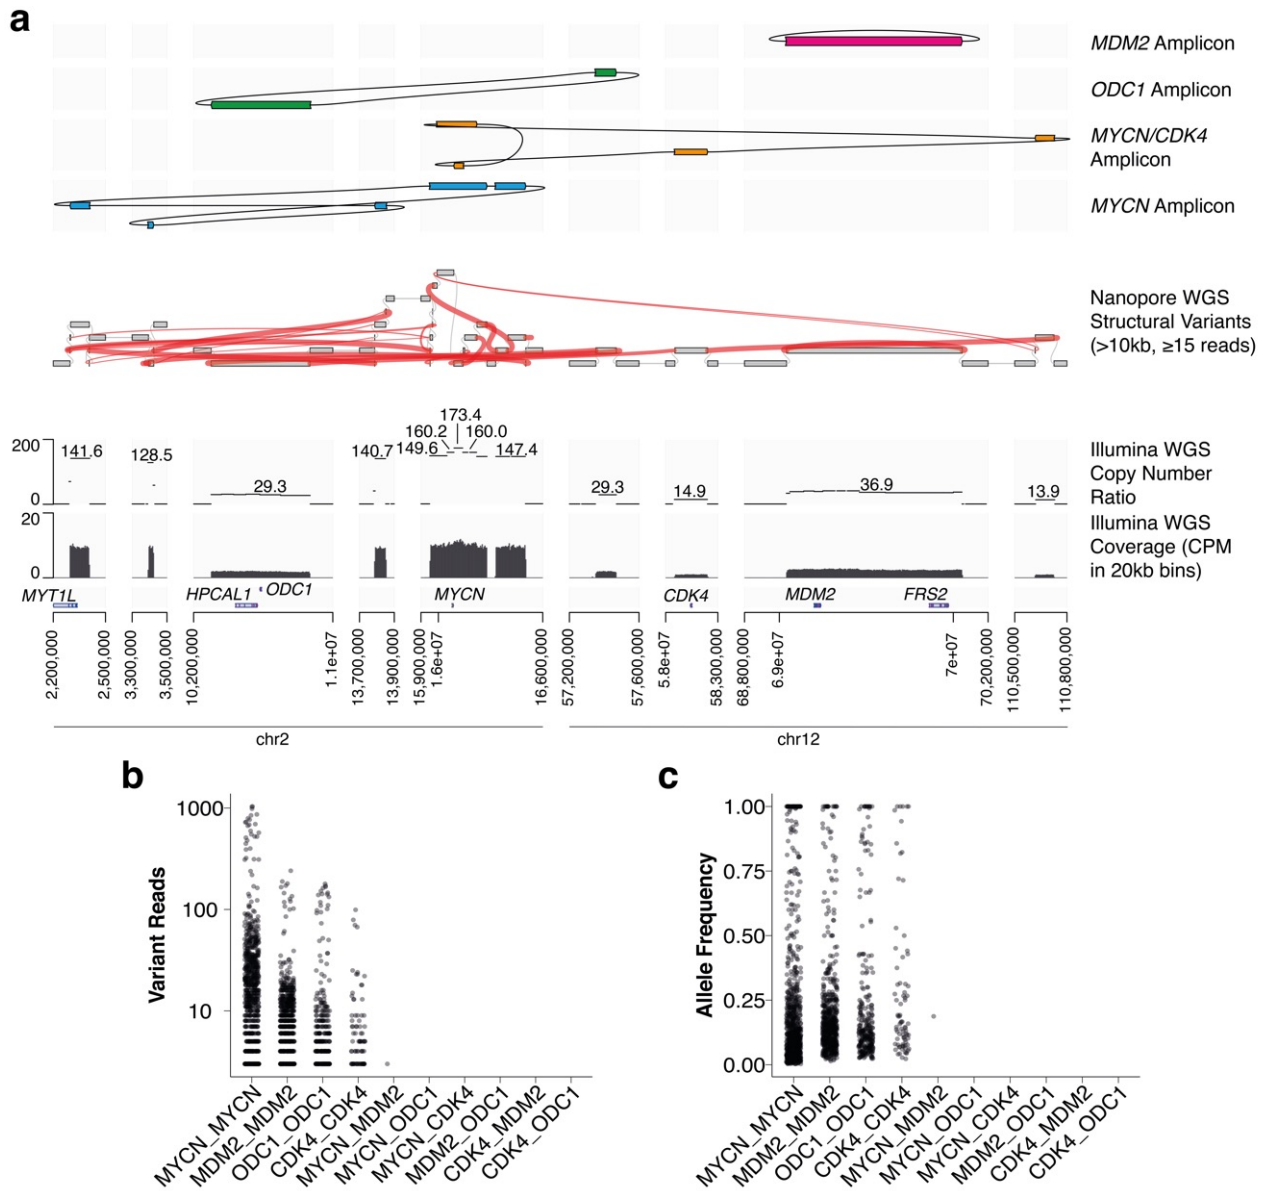 a
MDM2 Amplicon
ODC1 Amplicon
MYCN/CDK4
Amplicon
MYCN Amplicon
Nanopore WGS
Structural Variants
(>10kb, ≥15 reads)
200
0
141.6
128.5
29.3
140.7
149.6
160.2
173.4
160.0
147.4
29.3
14.9
36.9
13.9
Illumina WGS
Copy Number
Ratio
20
0
Illumina WGS
Coverage (CPM
in 20kb bins)
MYT1L
HPCAL1
ODC1
MYCN
CDK4
MDM2
FRS2
2,200,000
2,500,000
3,300,000
3,500,000
10,200,000
1.1e+07
13,700,000
13,900,000
15,900,000
1.6e+07
16,600,000
57,200,000
57,600,000
5.8e+07
58,300,000
68,800,000
6.9e+07
7e+07
70,200,000
110,500,000
110,800,000
chr2
chr12
b
Variant Reads
1000
100
10
MYCN_MYCN
MDM2_MDM2
ODC1_ODC1
CDK4_CDK4
MYCN_MDM2
MYCN_ODC1
MYCN_CDK4
MDM2_ODC1
CDK4_MDM2
CDK4_ODC1
c
Allele Frequency
1.00
0.75
0.50
0.25
0.00
MYCN_MYCN
MDM2_MDM2
ODC1_ODC1
CDK4_CDK4
MYCN_MDM2
MYCN_ODC1
MYCN_CDK4
MDM2_ODC1
CDK4_MDM2
CDK4_ODC1